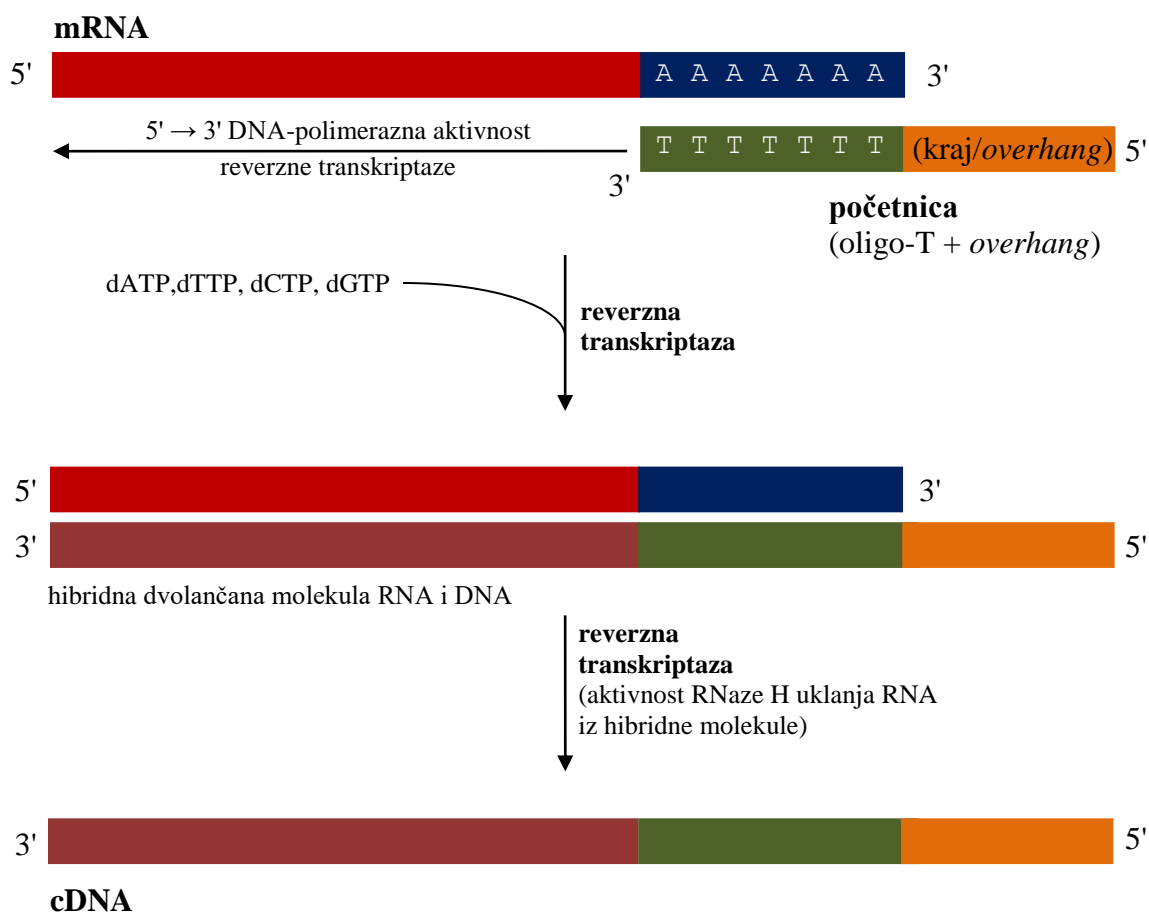 mRNA
5' A A A A A A A 3'
5' → 3' DNA-polimerazna aktivnost
reverzne transkriptaze
T T T T T T T (kraj/overhang) 5'
3'
početnica
(oligo-T + overhang)
dATP,dTTP, dCTP, dGTP
reverzna
transkriptaza
5' 3'
3' 5'
hibridna dvolančana molekula RNA i DNA
reverzna
transkriptaza
(aktivnost RNaze H uklanja RNA
iz hibridne molekule)
3' 5'
cDNA